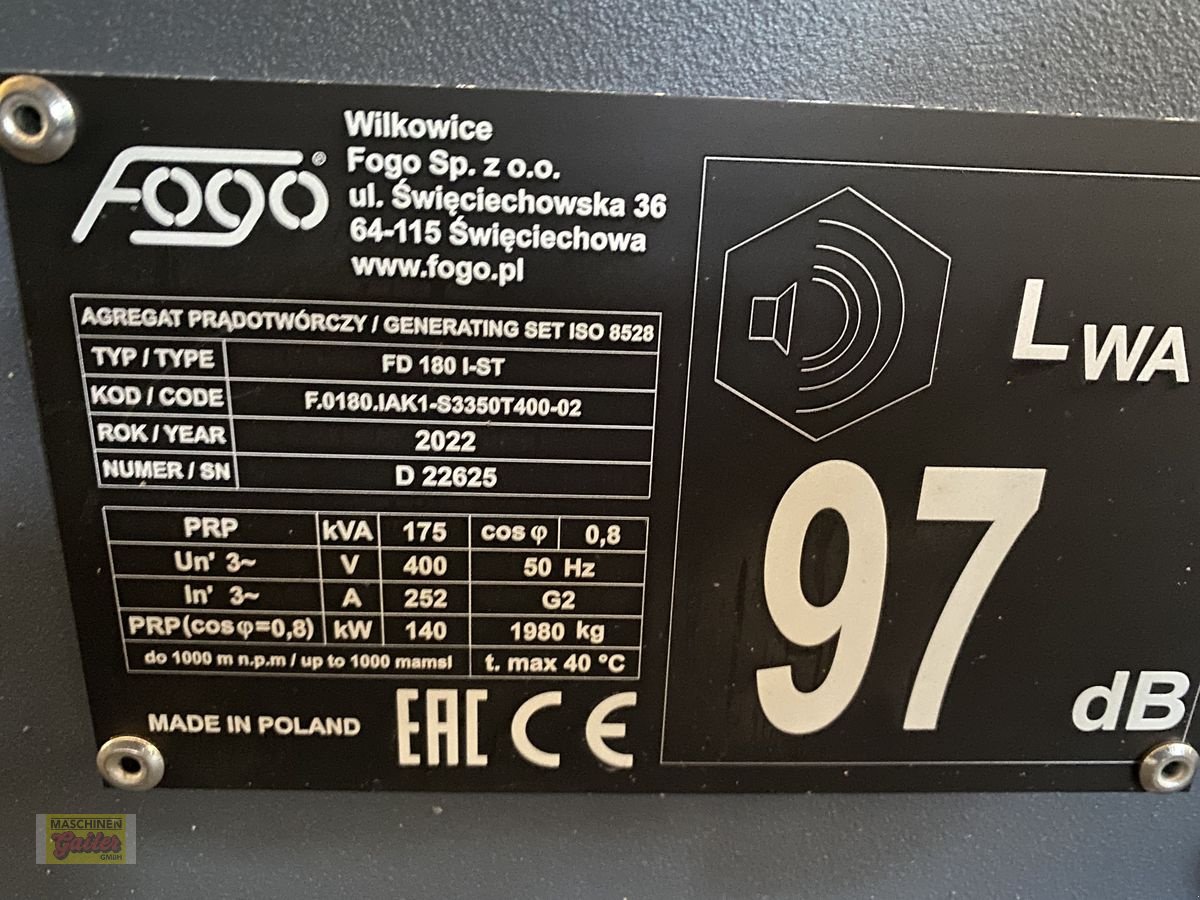 FOGO®
Wilkowice
Fogo Sp. z o.o.
ul. Święciechowska 36
64-115 Święciechowa
www.fogo.pl
AGREGAT PRĄDOTWÓRCZY / GENERATING SET ISO 8528
TYP / TYPE FD 180 I-ST
KOD / CODE F.0180.IAK1-S3350T400-02
ROK / YEAR 2022
NUMER / SN D 22625
PRP kVA 175 cos φ 0,8
Un' 3~ V 400 50 Hz
In' 3~ A 252 G2
PRP(cos φ=0,8) kW 140 1980 kg
do 1000 m n.p.m / up to 1000 mamsl t. max 40 °C
MADE IN POLAND EAC CE
LWA
97
dB
MASCHINEN
Gailer
GMBH